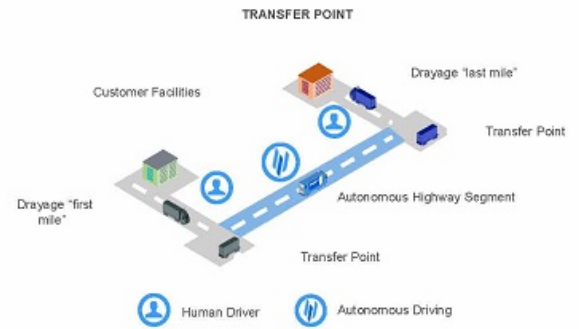 TRANSFER POINT
Drayage "last mile"
Customer Facilities
Transfer Point
Autonomous Highway Segment
Drayage "first
mile"
Transfer Point
Human Driver
Autonomous Driving